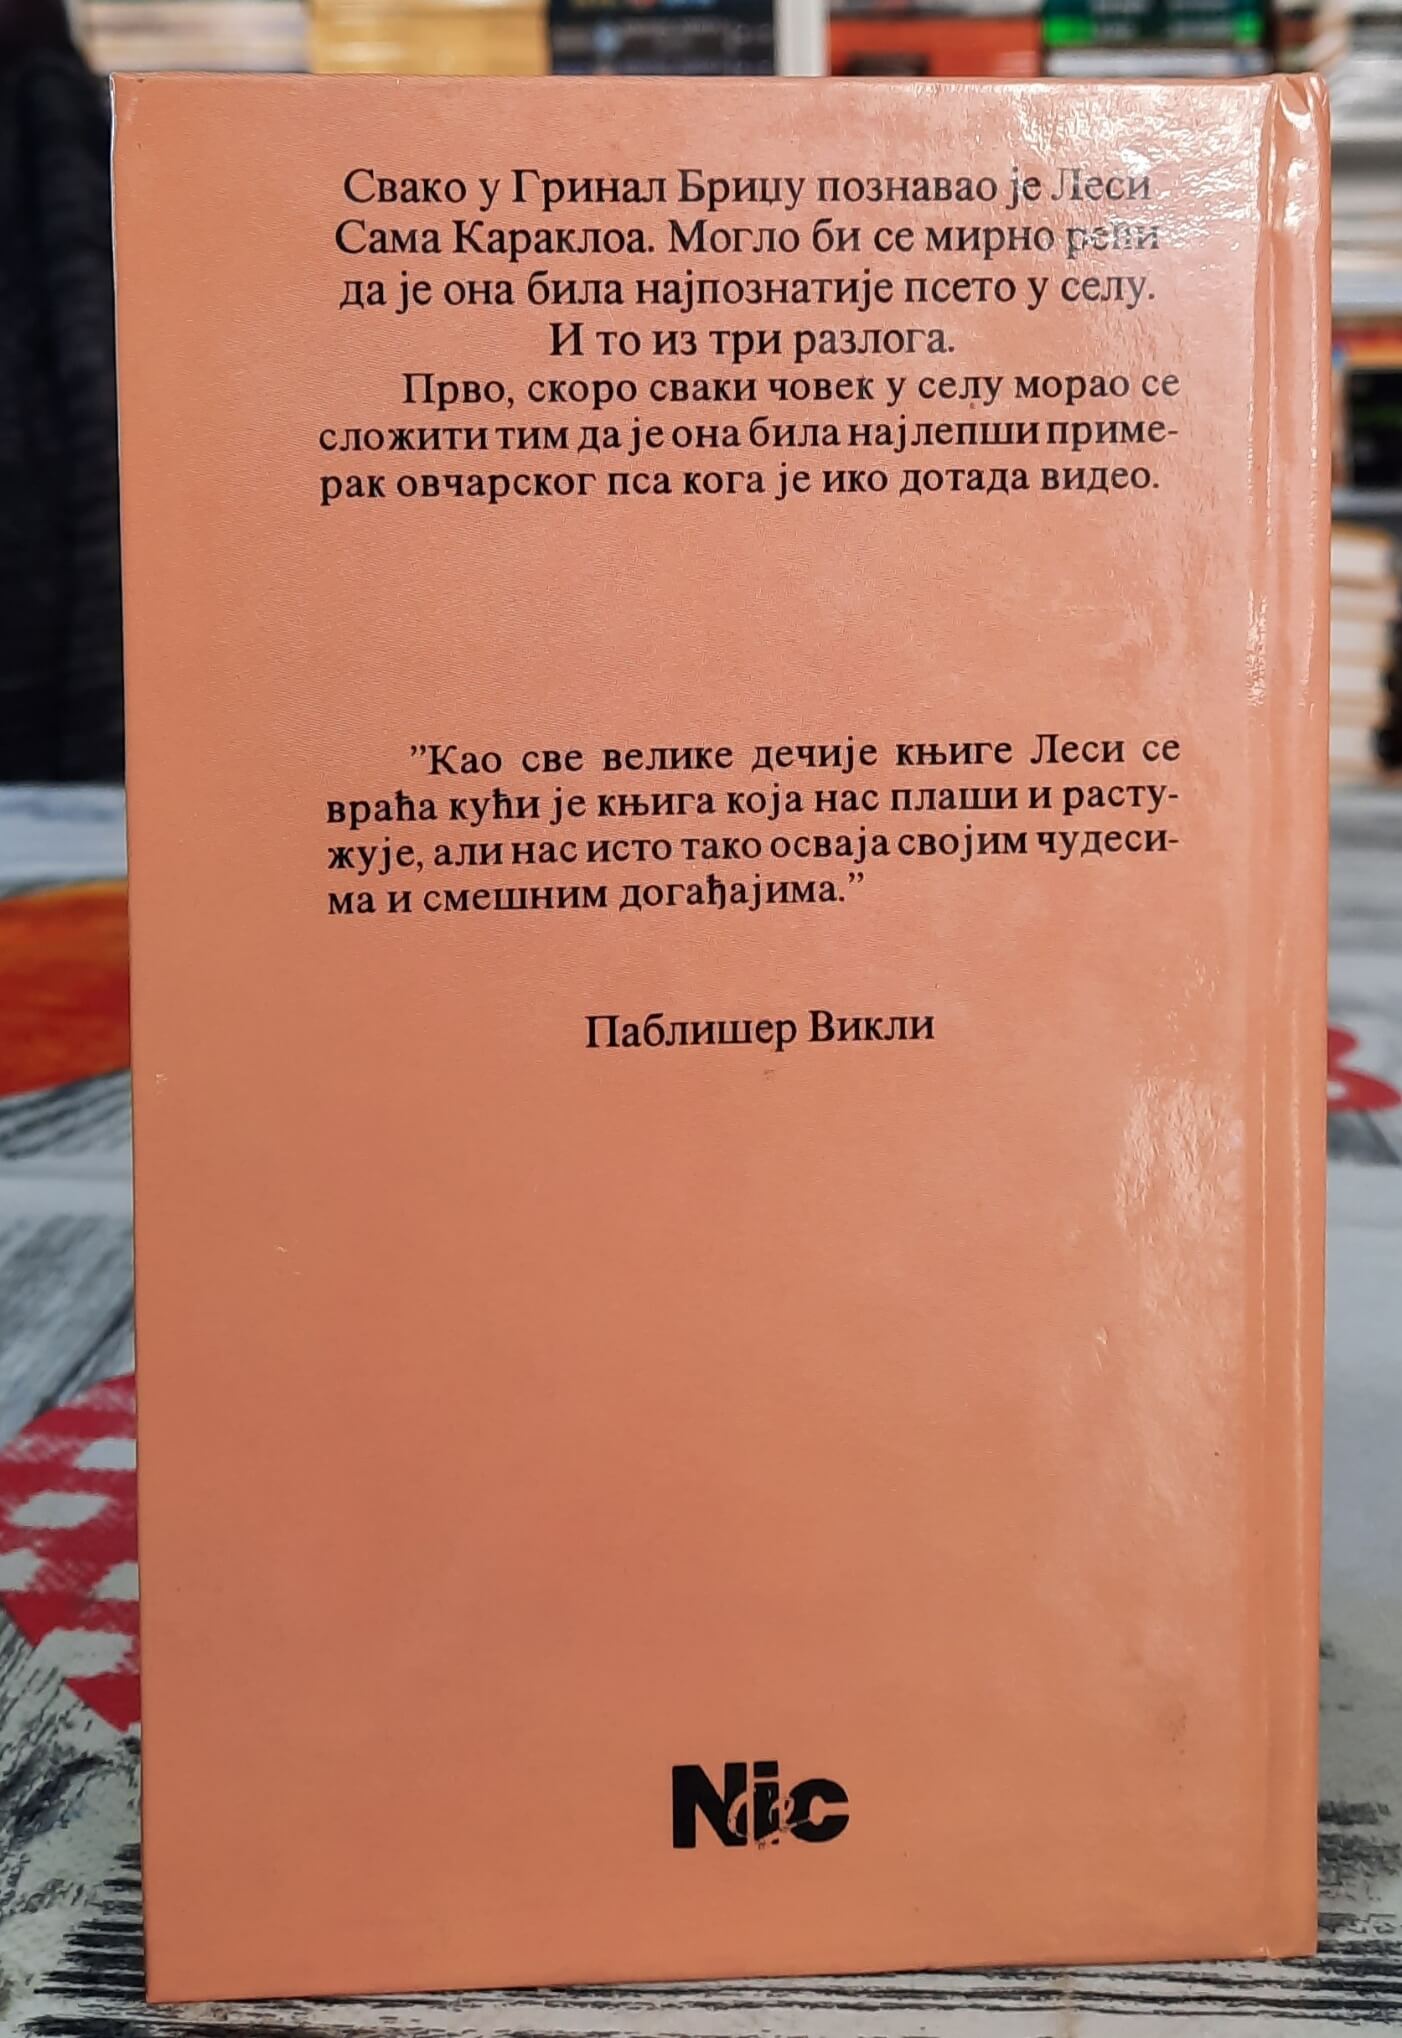 Свако у Гринал Брицу познавао је Леси
Сама Караклоа. Могло би се мирно рећи
да је она била најпознатије псето у селу.
И то из три разлога.
Прво, скоро сваки човек у селу морао се
сложити тим да је она била најлепши приме-
рак овчарског пса кога је ико дотада видео.
”Као све велике дечије књиге Леси се
враћа кући је књига која нас плаши и расту-
жује, али нас исто тако осваја својим чудеси-
ма и смешним догађајима.”
Паблишер Викли
Nic